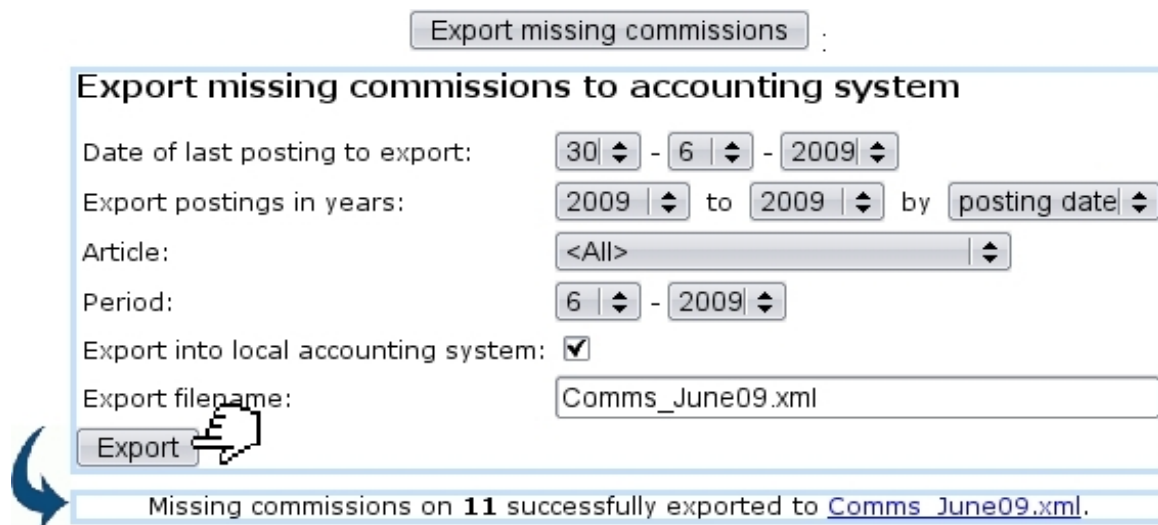 Export missing commissions :
Export missing commissions to accounting system
Date of last posting to export: 30 - 6 - 2009
Export postings in years: 2009 to 2009 by posting date
Article: <All>
Period: 6 - 2009
Export into local accounting system:
Export filename: Comms_June09.xml
Export
Missing commissions on 11 successfully exported to Comms_June09.xml.